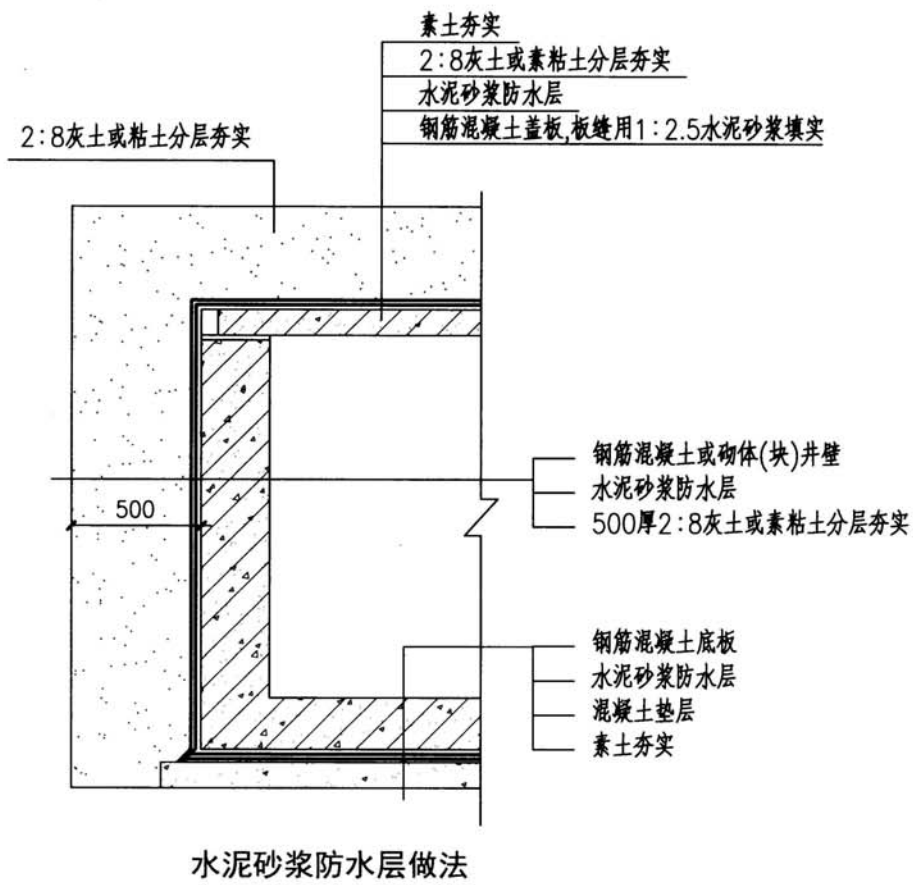 素土夯实
2:8灰土或素粘土分层夯实
水泥砂浆防水层
钢筋混凝土盖板,板缝用1:2.5水泥砂浆填实
2:8灰土或粘土分层夯实
钢筋混凝土或砌体(块)井壁
水泥砂浆防水层
500厚2:8灰土或素粘土分层夯实
500
钢筋混凝土底板
水泥砂浆防水层
混凝土垫层
素土夯实
水泥砂浆防水层做法